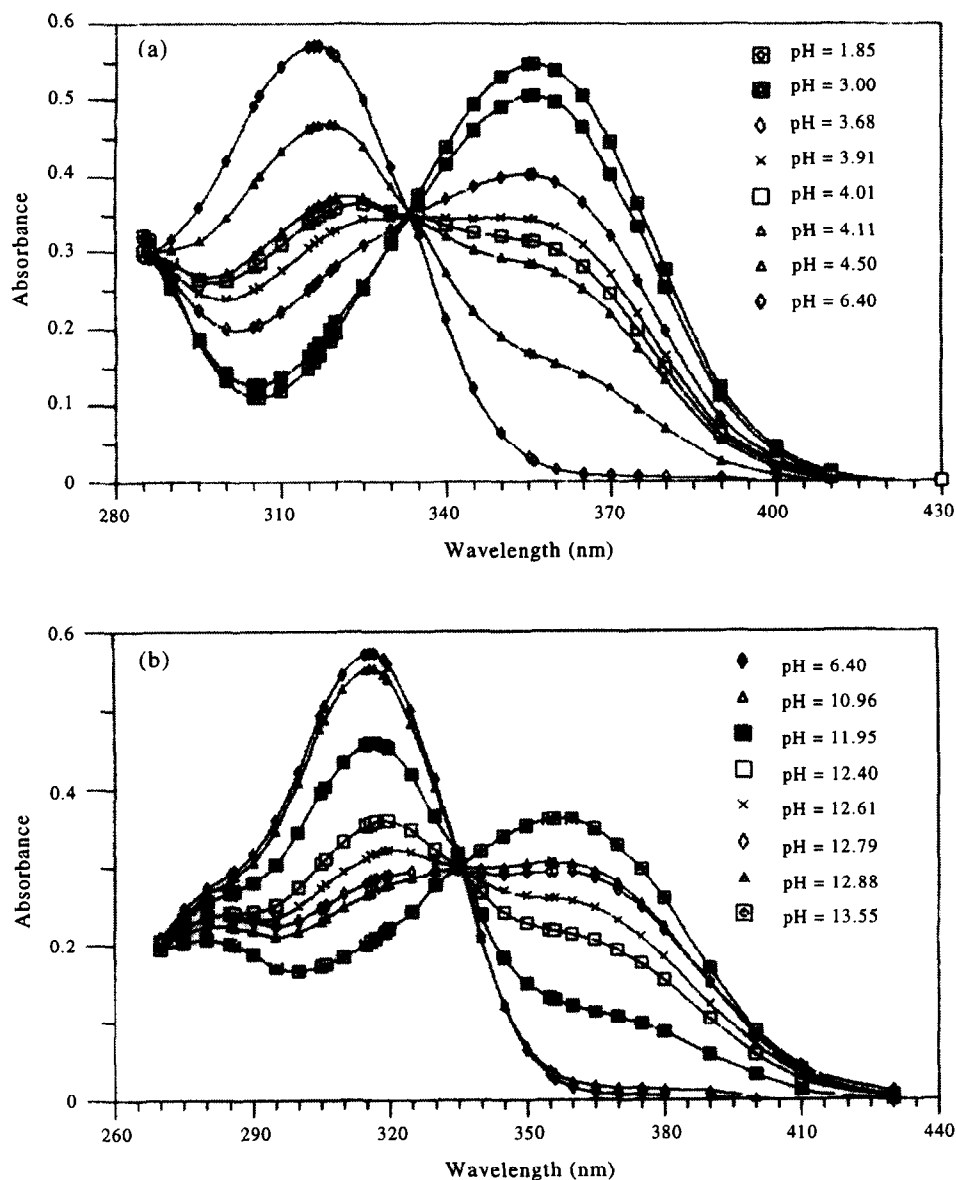 0.6
(a)
pH = 1.85
pH = 3.00
0.5
pH = 3.68
pH = 3.91
0.4
pH = 4.01
pH = 4.11
0.3
pH = 4.50
pH = 6.40
0.2
0.1
0
Absorbance
280 310 340 370 400 430
Wavelength (nm)
0.6
(b)
pH = 6.40
pH = 10.96
pH = 11.95
0.4
pH = 12.40
pH = 12.61
pH = 12.79
pH = 12.88
pH = 13.55
0.2
0
Absorbance
260 290 320 350 380 410 440
Wavelength (nm)